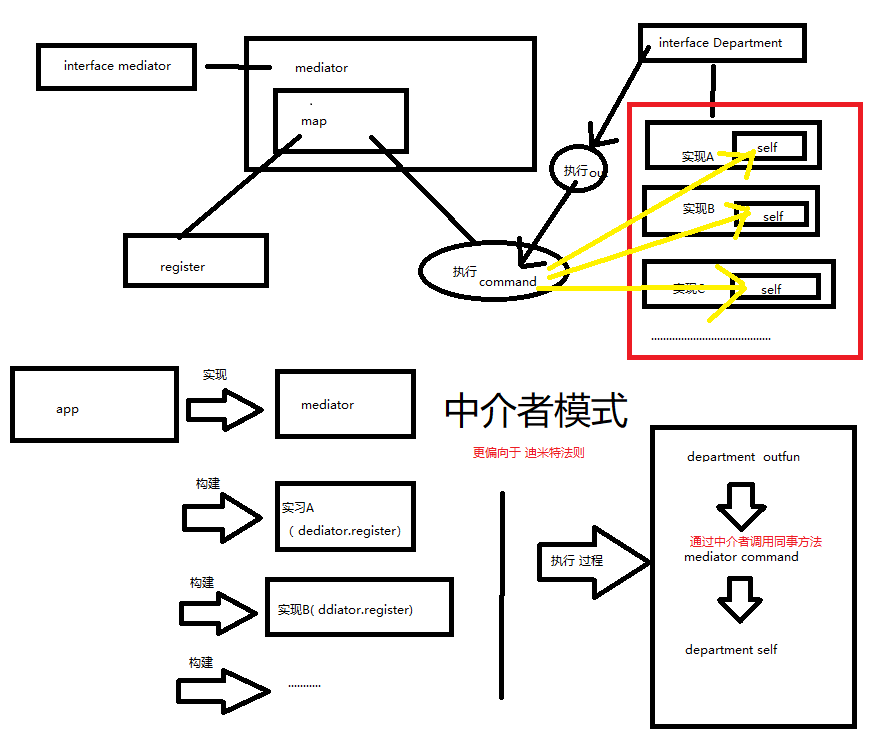 interface mediator
mediator
map
register
interface Department
执行out
执行
command
实现A
self
实现B
self
实现C
self
........................................
app
实现
mediator
构建
实习A
( dediator.register)
构建
实现B( ddiator.register)
构建
...........
中介者模式
更偏向于 迪米特法则
执行 过程
department outfun
通过中介者调用同事方法
mediator command
department self